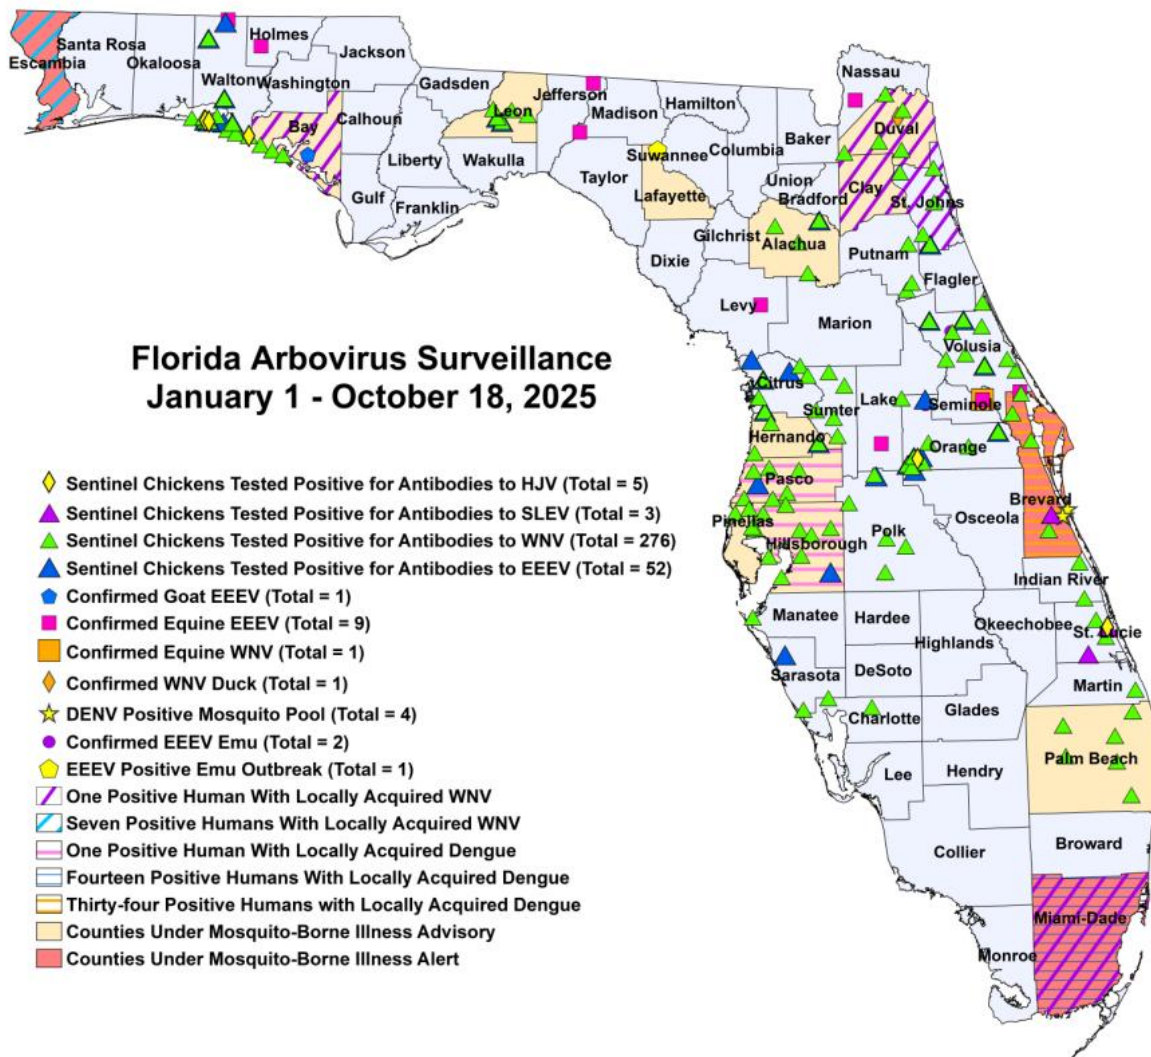 Holmes
Jackson
Santa Rosa
Escambia
Okaloosa
Walton
Washington
Gadsden
Leon
Jefferson
Madison
Hamilton
Nassau
Bay
Calhoun
Liberty
Wakulla
Gulf
Franklin
Taylor
Suwannee
Columbia
Baker
Duval
Lafayette
Union
Bradford
Clay
St. Johns
Gilchrist
Alachua
Putnam
Dixie
Flagler
Levy
Marion
Volusia
Florida Arbovirus Surveillance
January 1 - October 18, 2025
Citrus
Sumter
Lake
Seminole
Hernando
Orange
Pasco
Brevard
Osceola
Pinellas
Hillsborough
Polk
Indian River
Manatee
Hardee
Okeechobee
St. Lucie
Highlands
Sarasota
DeSoto
Martin
Charlotte
Glades
Lee
Hendry
Palm Beach
Collier
Broward
Miami-Dade
Monroe
Sentinel Chickens Tested Positive for Antibodies to HJV (Total = 5)
Sentinel Chickens Tested Positive for Antibodies to SLEV (Total = 3)
Sentinel Chickens Tested Positive for Antibodies to WNV (Total = 276)
Sentinel Chickens Tested Positive for Antibodies to EEEV (Total = 52)
Confirmed Goat EEEV (Total = 1)
Confirmed Equine EEEV (Total = 9)
Confirmed Equine WNV (Total = 1)
Confirmed WNV Duck (Total = 1)
DENV Positive Mosquito Pool (Total = 4)
Confirmed EEEV Emu (Total = 2)
EEEV Positive Emu Outbreak (Total = 1)
One Positive Human With Locally Acquired WNV
Seven Positive Humans With Locally Acquired WNV
One Positive Human With Locally Acquired Dengue
Fourteen Positive Humans With Locally Acquired Dengue
Thirty-four Positive Humans with Locally Acquired Dengue
Counties Under Mosquito-Borne Illness Advisory
Counties Under Mosquito-Borne Illness Alert